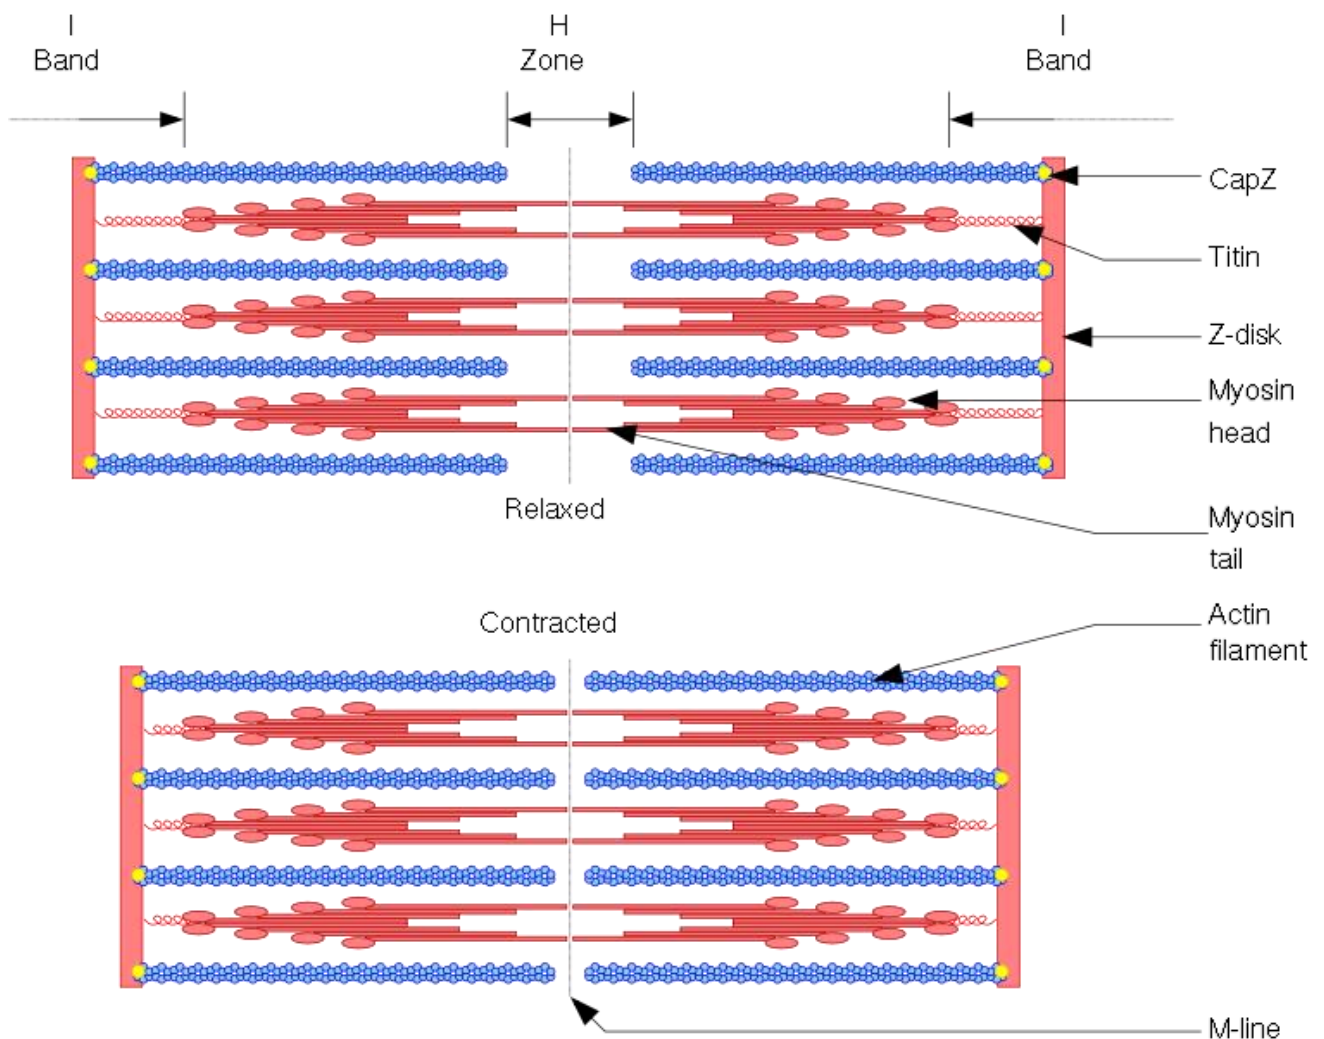 I
Band
H
Zone
I
Band
CapZ
Titin
Z-disk
Myosin
head
Relaxed
Myosin
tail
Contracted
Actin
filament
M-line